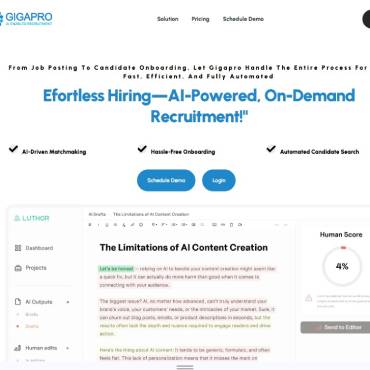 GIGAPRO
AI ENABLED RECRUITMENT
Solution Pricing Schedule Demo
From Job Posting To Candidate Onboarding, Let Gigapro Handle The Entire Process For
Fast, Efficient, And Fully Automated
Efortless Hiring—AI-Powered, On-Demand
Recruitment!"
AI-Driven Matchmaking
Hassle-Free Onboarding
Automated Candidate Search
Schedule Demo
Login
LUTHOR
AI Drafts The Limitations of AI Content Creation
Dashboard
Projects
AI Outputs
Briefs
Drafts
Human edits
The Limitations of AI Content Creation
Let's be honest – relying on AI to handle your content creation might seem like
a quick fix, but it can actually do more harm than good when it comes to
connecting with your audience.
The biggest issue? AI, no matter how advanced, can't truly understand your
brand's voice, your customers' needs, or the intricacies of your market. Sure, it
can churn out blog posts, emails, or product descriptions in seconds, but the
results often lack the depth and nuance required to engage readers and drive
action.
Here's the thing about AI content: It tends to be generic, formulaic, and often
feels flat. This lack of personalization means that it misses the mark on
Human Score
4%
Send to Editor